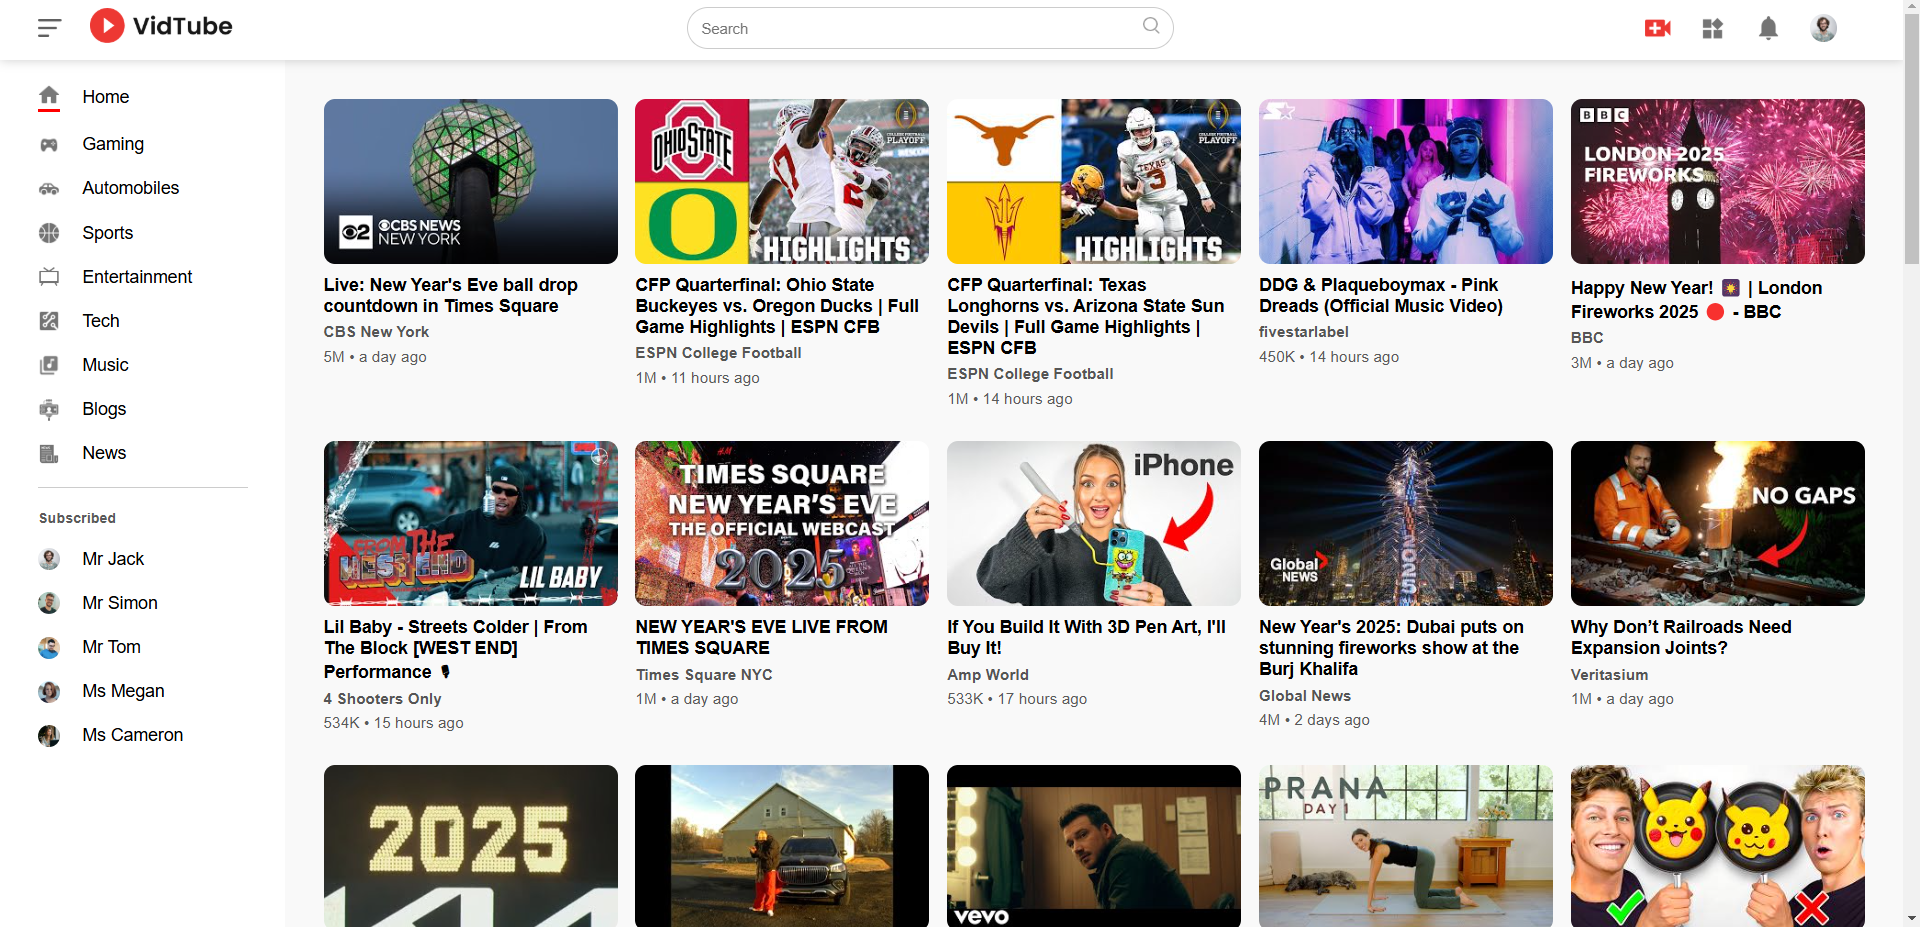 VidTube
Search
Home
Gaming
Automobiles
Sports
Entertainment
Tech
Music
Blogs
News
Subscribed
Mr Jack
Mr Simon
Mr Tom
Ms Megan
Ms Cameron
2 CBS NEWS
NEW YORK
Live: New Year's Eve ball drop
countdown in Times Square
CBS New York
5M • a day ago
OHIO STATE
O
COLLEGE FOOTBALL
PLAYOFF
HIGHLIGHTS
CFP Quarterfinal: Ohio State
Buckeyes vs. Oregon Ducks | Full
Game Highlights | ESPN CFB
ESPN College Football
1M • 11 hours ago
COLLEGE FOOTBALL
PLAYOFF
TEXAS
3
HIGHLIGHTS
CFP Quarterfinal: Texas
Longhorns vs. Arizona State Sun
Devils | Full Game Highlights |
ESPN CFB
ESPN College Football
1M • 14 hours ago
DDG & Plaqueboymax - Pink
Dreads (Official Music Video)
fivestarlabel
450K • 14 hours ago
BBC
LONDON 2025
FIREWORKS
Happy New Year! 🎆 | London
Fireworks 2025 🔴 - BBC
BBC
3M • a day ago
FROM THE
WEST END
LIL BABY
Lil Baby - Streets Colder | From
The Block [WEST END]
Performance 🎙
4 Shooters Only
534K • 15 hours ago
H&M
TIMES SQUARE
NEW YEAR'S EVE
THE OFFICIAL WEBCAST
2025
NEW YEAR'S EVE LIVE FROM
TIMES SQUARE
Times Square NYC
1M • a day ago
iPhone
If You Build It With 3D Pen Art, I'll
Buy It!
Amp World
533K • 17 hours ago
2025
Global
NEWS
New Year's 2025: Dubai puts on
stunning fireworks show at the
Burj Khalifa
Global News
4M • 2 days ago
NO GAPS
Why Don’t Railroads Need
Expansion Joints?
Veritasium
1M • a day ago
2025
vevo
PRANA
DAY 1